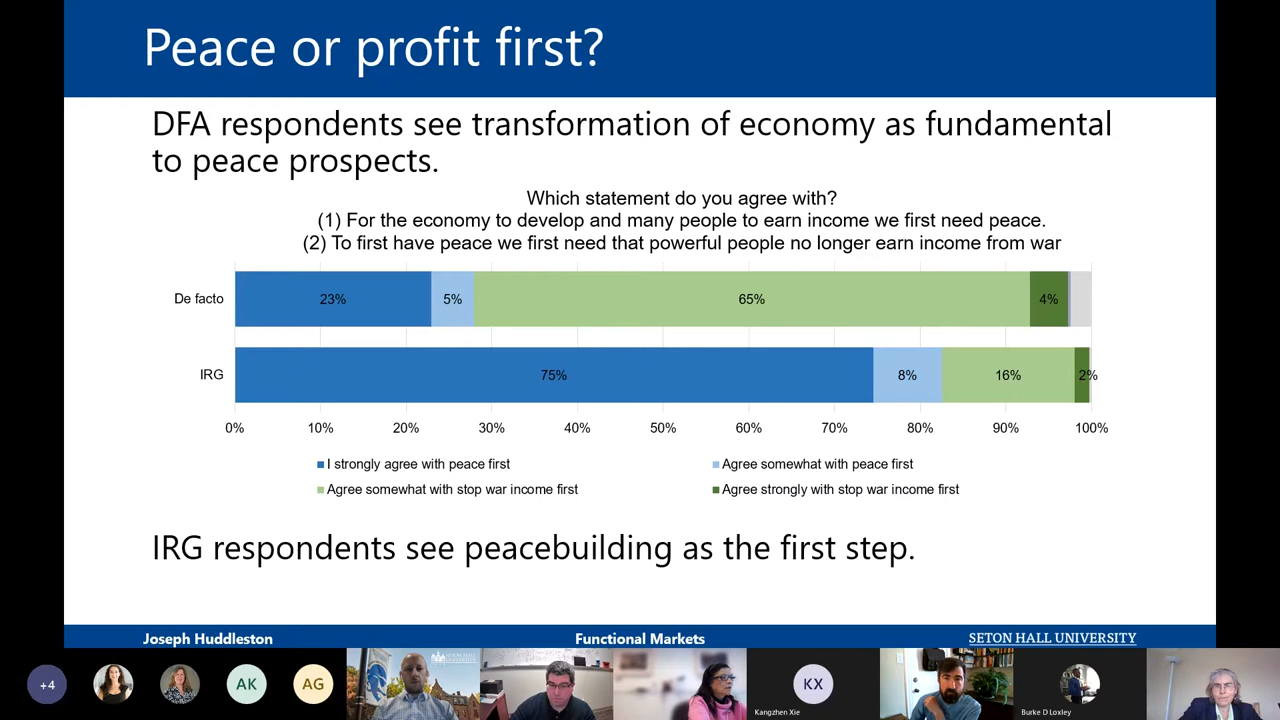 Peace or profit first?
DFA respondents see transformation of economy as fundamental
to peace prospects.
Which statement do you agree with?
(1) For the economy to develop and many people to earn income we first need peace.
(2) To first have peace we first need that powerful people no longer earn income from war
De facto
23%
5%
65%
4%
IRG
75%
8%
16%
2%
0%
10%
20%
30%
40%
50%
60%
70%
80%
90%
100%
I strongly agree with peace first
Agree somewhat with peace first
Agree somewhat with stop war income first
Agree strongly with stop war income first
IRG respondents see peacebuilding as the first step.
Joseph Huddleston
Functional Markets
SETON HALL UNIVERSITY
+4
AK
AG
KX
Kangzhen Xie
Burke D Loxley